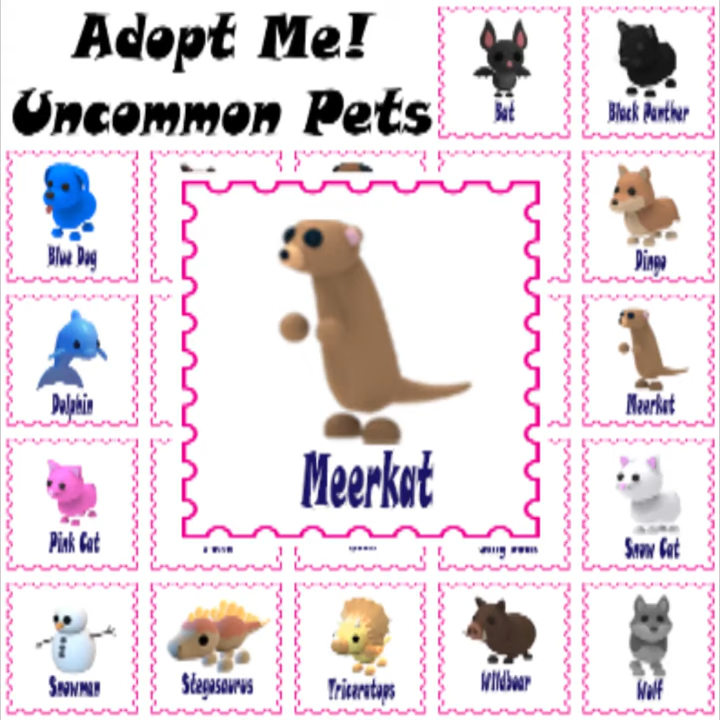 Adopt Me!
Uncommon Pets
Bat
Black Panther
Blue Dog
Dingo
Dolphin
Meerkat
Meerkat
Pink Cat
Snow Cat
Snowman
Stegosaurus
Triceratops
Wildboar
Wolf